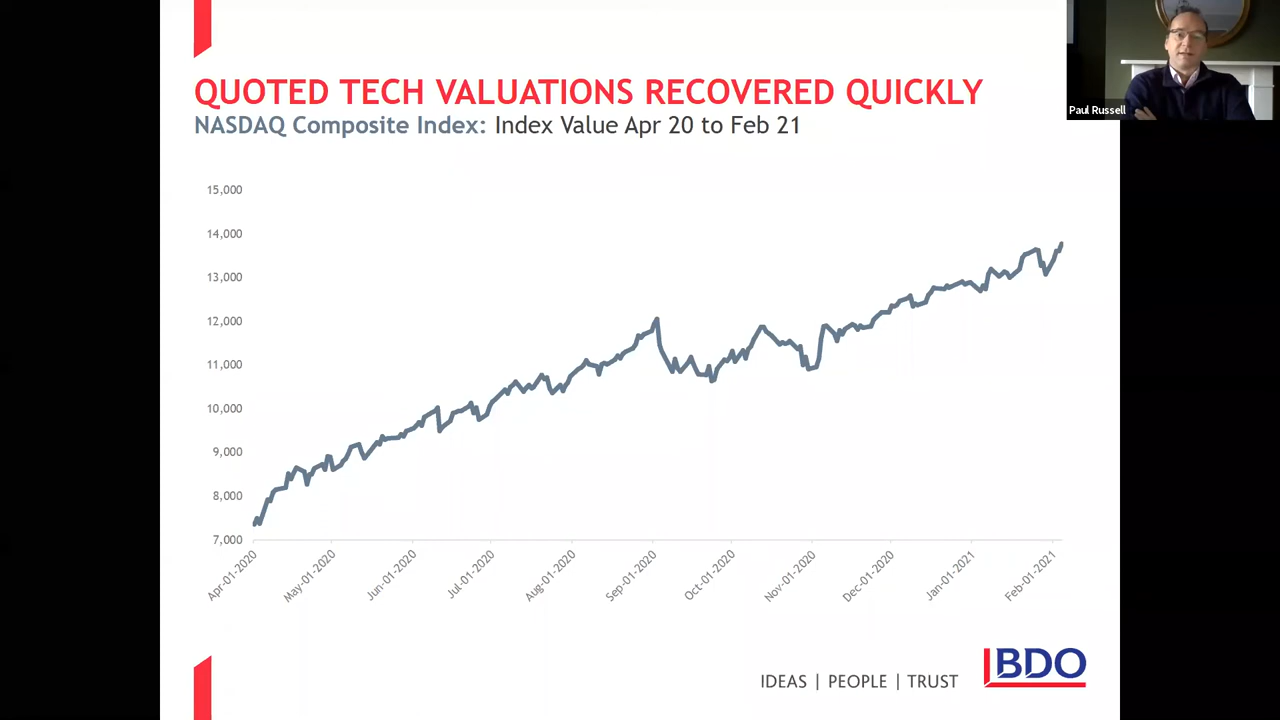 QUOTED TECH VALUATIONS RECOVERED QUICKLY
NASDAQ Composite Index: Index Value Apr 20 to Feb 21
Paul Russell
15,000
14,000
13,000
12,000
11,000
10,000
9,000
8,000
7,000
Apr-01-2020
May-01-2020
Jun-01-2020
Jul-01-2020
Aug-01-2020
Sep-01-2020
Oct-01-2020
Nov-01-2020
Dec-01-2020
Jan-01-2021
Feb-01-2021
IDEAS | PEOPLE | TRUST
BDO